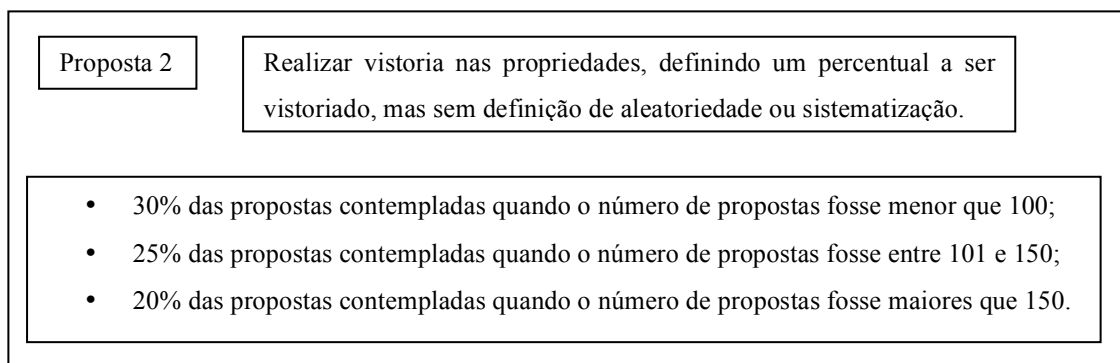 Proposta 2
Realizar vistoria nas propriedades, definindo um percentual a ser
vistoriado, mas sem definição de aleatoriedade ou sistematização.
• 30% das propostas contempladas quando o número de propostas fosse menor que 100;
• 25% das propostas contempladas quando o número de propostas fosse entre 101 e 150;
• 20% das propostas contempladas quando o número de propostas fosse maiores que 150.